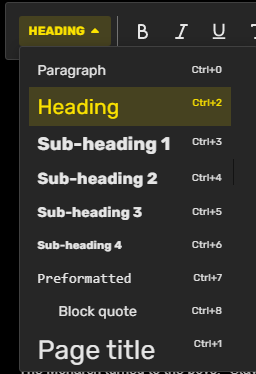 HEADING B I U
Paragraph Ctrl+0
Heading Ctrl+2
Sub-heading 1 Ctrl+3
Sub-heading 2 Ctrl+4
Sub-heading 3 Ctrl+5
Sub-heading 4 Ctrl+6
Preformatted Ctrl+7
Block quote Ctrl+8
Page title Ctrl+1